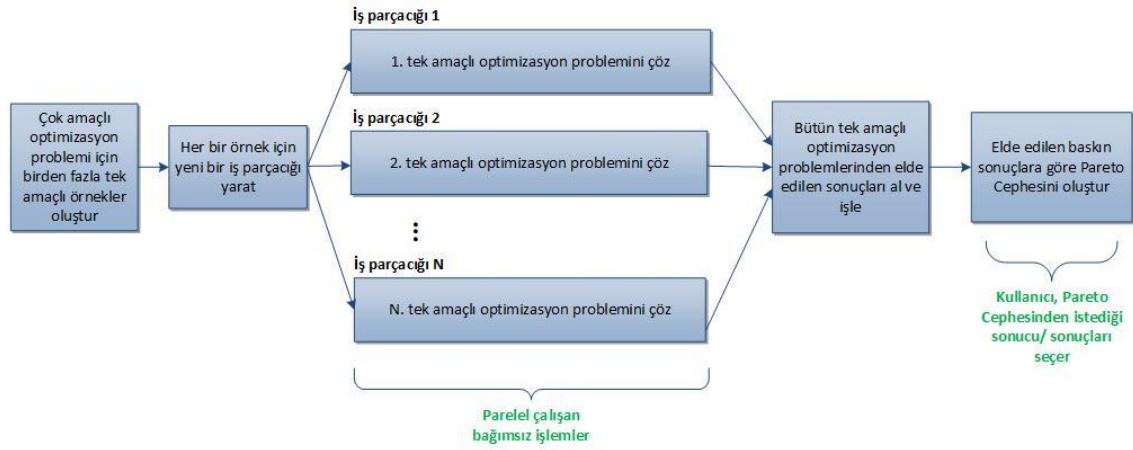 Çok amaçlı
optimizasyon
problemi için
birden fazla tek
amaçlı örnekler
oluştur
Her bir örnek için
yeni bir iş parçacığı
yarat
İş parçacığı 1
1. tek amaçlı optimizasyon problemini çöz
İş parçacığı 2
2. tek amaçlı optimizasyon problemini çöz
⋮
İş parçacığı N
N. tek amaçlı optimizasyon problemini çöz
Parelel çalışan
bağımsız işlemler
Bütün tek amaçlı
optimizasyon
problemlerinden elde
edilen sonuçları al ve
işle
Elde edilen baskın
sonuçlara göre Pareto
Cephesini oluştur
Kullanıcı, Pareto
Cephesinden istediği
sonucu/ sonuçları
seçer